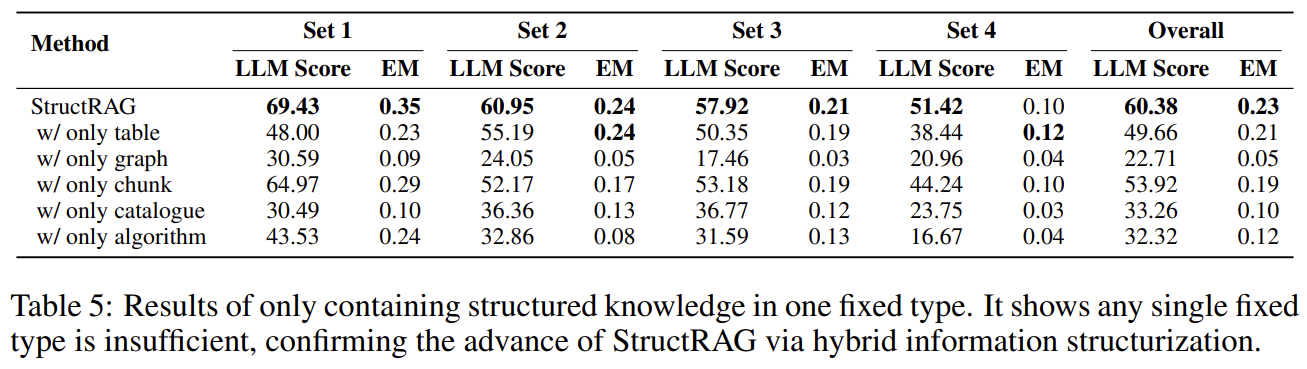 Method Set 1 Set 2 Set 3 Set 4 Overall
LLM Score EM LLM Score EM LLM Score EM LLM Score EM LLM Score EM
StructRAG 69.43 0.35 60.95 0.24 57.92 0.21 51.42 0.10 60.38 0.23
w/ only table 48.00 0.23 55.19 0.24 50.35 0.19 38.44 0.12 49.66 0.21
w/ only graph 30.59 0.09 24.05 0.05 17.46 0.03 20.96 0.04 22.71 0.05
w/ only chunk 64.97 0.29 52.17 0.17 53.18 0.19 44.24 0.10 53.92 0.19
w/ only catalogue 30.49 0.10 36.36 0.13 36.77 0.12 23.75 0.03 33.26 0.10
w/ only algorithm 43.53 0.24 32.86 0.08 31.59 0.13 16.67 0.04 32.32 0.12
Table 5: Results of only containing structured knowledge in one fixed type. It shows any single fixed
type is insufficient, confirming the advance of StructRAG via hybrid information structurization.